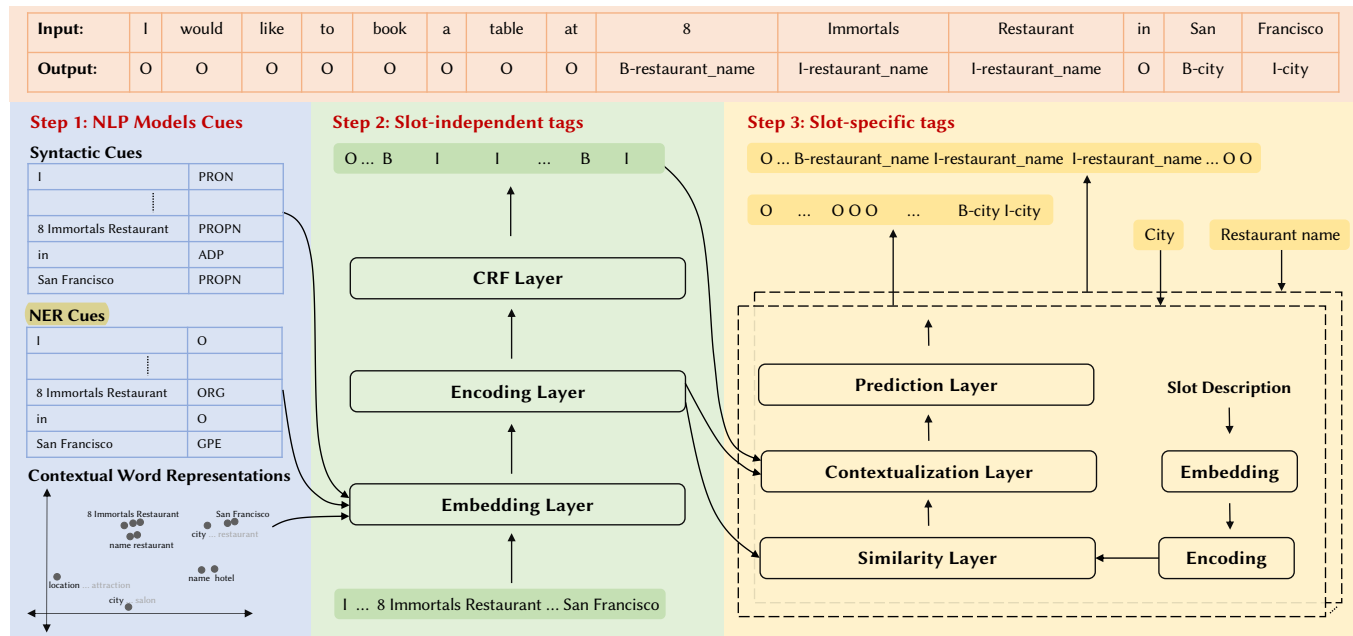 Input: I would like to book a table at 8 Immortals Restaurant in San Francisco
Output: O O O O O O O O B-restaurant_name I-restaurant_name I-restaurant_name O B-city I-city
Step 1: NLP Models Cues
Syntactic Cues
I PRON
8 Immortals Restaurant PROPN
in ADP
San Francisco PROPN
NER Cues
I O
8 Immortals Restaurant ORG
in O
San Francisco GPE
Contextual Word Representations
8 Immortals Restaurant San Francisco
city ... restaurant
name restaurant
name hotel
location ... attraction
city ... salon
Step 2: Slot-independent tags
O ... B I I ... B I
CRF Layer
Encoding Layer
Embedding Layer
I ... 8 Immortals Restaurant ... San Francisco
Step 3: Slot-specific tags
O ... B-restaurant_name I-restaurant_name I-restaurant_name ... O O
O ... O O O ... B-city I-city
City Restaurant name
Prediction Layer
Slot Description
Contextualization Layer
Embedding
Similarity Layer
Encoding